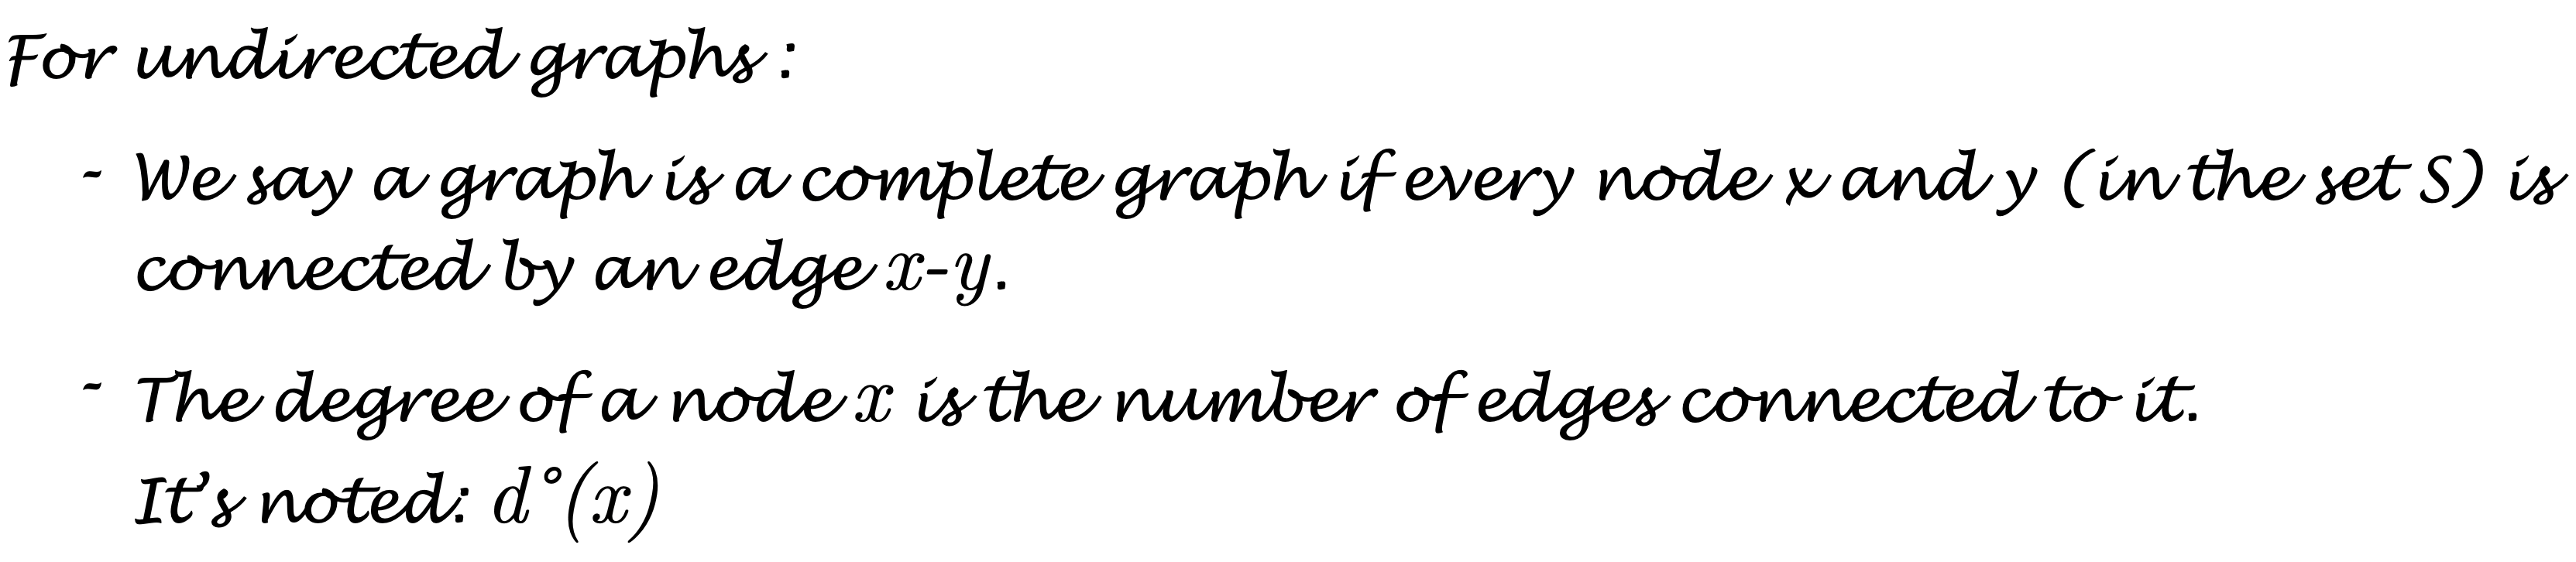 For undirected graphs :
- We say a graph is a complete graph if every node x and y (in the set S) is
connected by an edge x-y.
- The degree of a node x is the number of edges connected to it.
It's noted: d°(x)